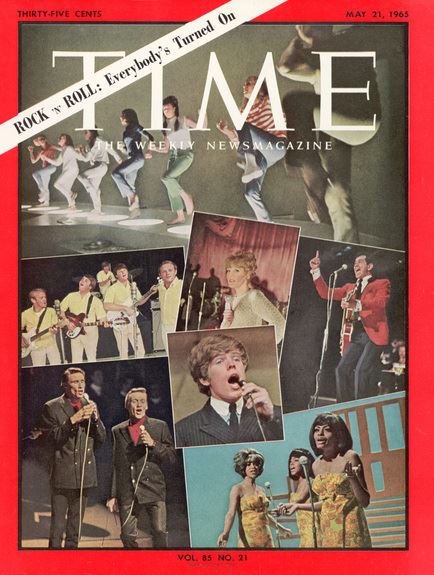 THIRTY-FIVE CENTS
MAY 21, 1965
ROCK 'N' ROLL: Everybody's Turned On
TIME
THE WEEKLY NEWSMAGAZINE
VOL. 85 NO. 21